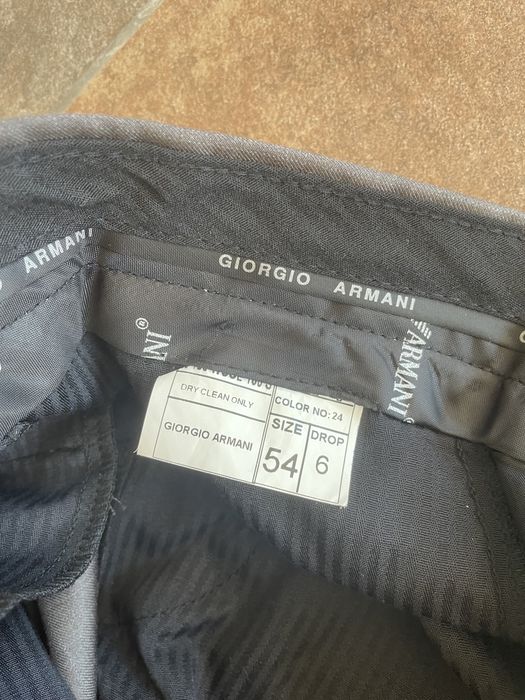 ARMANI
GIORGIO ARMANI
ARMANI
DRY CLEAN ONLY
COLOR NO: 24
GIORGIO ARMANI
SIZE
DROP
54
6